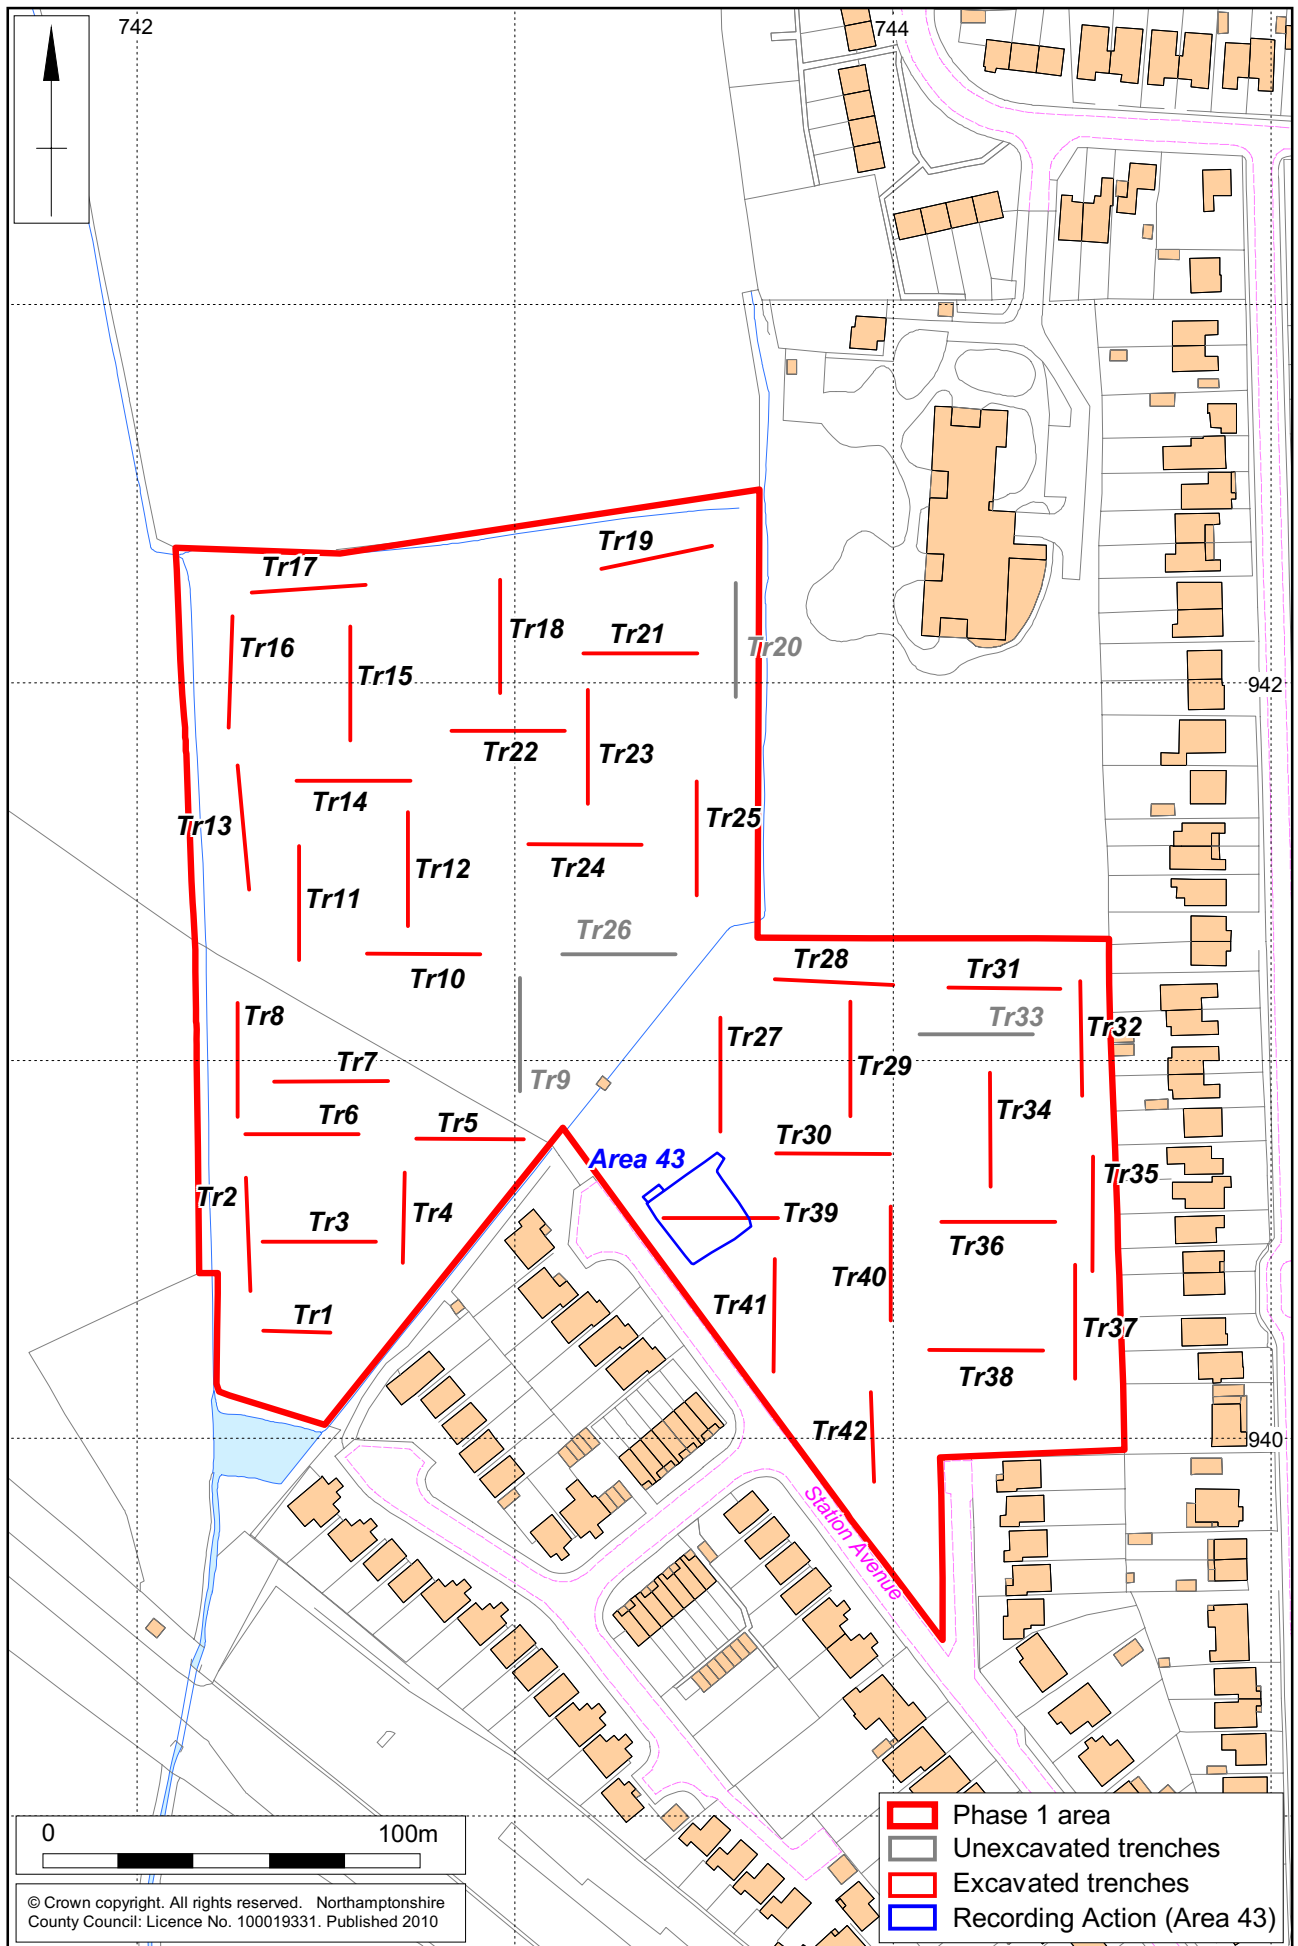 742
744
Tr19
Tr17
Tr18
Tr21
Tr16
Tr20
Tr15
942
Tr22
Tr23
Tr14
Tr25
Tr13
Tr12
Tr24
Tr11
Tr26
Tr10
Tr28
Tr31
Tr8
Tr33
Tr27
Tr32
Tr7
Tr29
Tr9
Tr34
Tr6
Tr5
Tr30
Area 43
Tr35
Tr2
Tr3
Tr4
Tr39
Tr36
Tr40
Tr41
Tr1
Tr37
Tr38
Tr42
940
Station Avenue
0 100m
© Crown copyright. All rights reserved. Northamptonshire
County Council: Licence No. 100019331. Published 2010
Phase 1 area
Unexcavated trenches
Excavated trenches
Recording Action (Area 43)